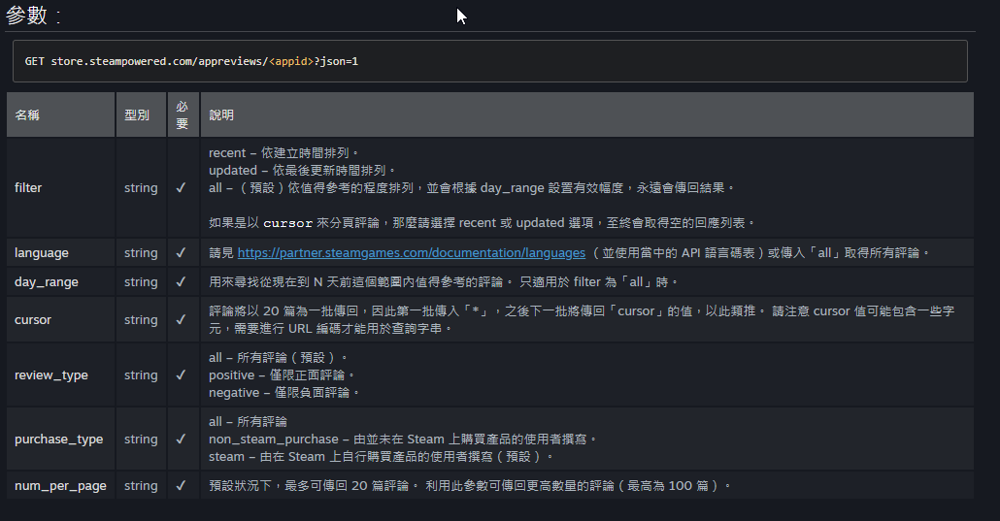 參數：
GET store.steampowered.com/appreviews/<appid>?json=1
名稱 型別 必要 說明
filter string ✓ recent – 依建立時間排列。
updated – 依最後更新時間排列。
all – （預設）依值得參考的程度排列，並會根據 day_range 設置有效幅度，永遠會傳回結果。
如果是以 cursor 來分頁評論，那麼請選擇 recent 或 updated 選項，至終會取得空的回應列表。
language string ✓ 請見 https://partner.steamgames.com/documentation/languages （並使用當中的 API 語言碼表）或傳入「all」取得所有評論。
day_range string ✓ 用來尋找從現在到 N 天前這個範圍內值得參考的評論。 只適用於 filter 為「all」時。
cursor string ✓ 評論將以 20 篇為一批傳回，因此第一批傳入「*」，之後下一批將傳回「cursor」的值，以此類推。 請注意 cursor 值可能包含一些字
元，需要進行 URL 編碼才能用於查詢字串。
review_type string ✓ all – 所有評論（預設）。
positive – 僅限正面評論。
negative – 僅限負面評論。
purchase_type string ✓ all – 所有評論
non_steam_purchase – 由並未在 Steam 上購買產品的使用者撰寫。
steam – 由在 Steam 上自行購買產品的使用者撰寫（預設）。
num_per_page string ✓ 預設狀況下，最多可傳回 20 篇評論。 利用此參數可傳回更高數量的評論（最高為 100 篇）。